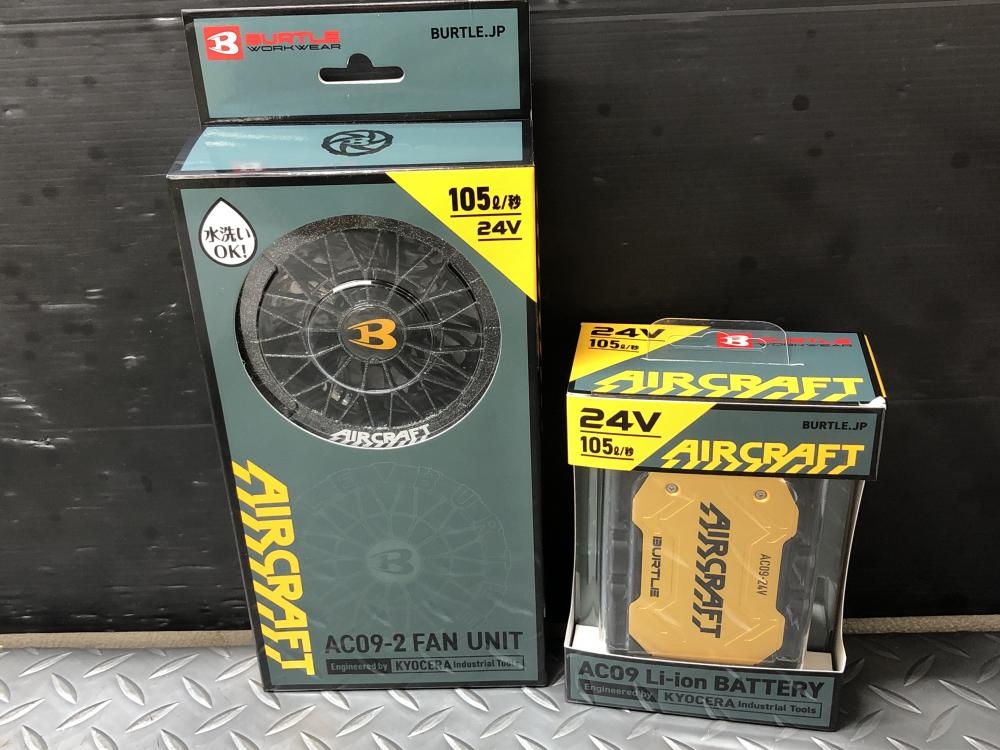 BURTLE
WORKWEAR
BURTLE.JP
105ℓ/秒
24V
水洗い
OK!
B
AIRCRAFT
AIRCRAFT
AC09-2 FAN UNIT
Engineered by KYOCERA Industrial Tools
24V
105ℓ/秒
BURTLE
WORKWEAR
AIRCRAFT
24V
105ℓ/秒
BURTLE.JP
AIRCRAFT
BURTLE
AIRCRAFT
AC09-24V
AC09 Li-ion BATTERY
Engineered by KYOCERA Industrial Tools